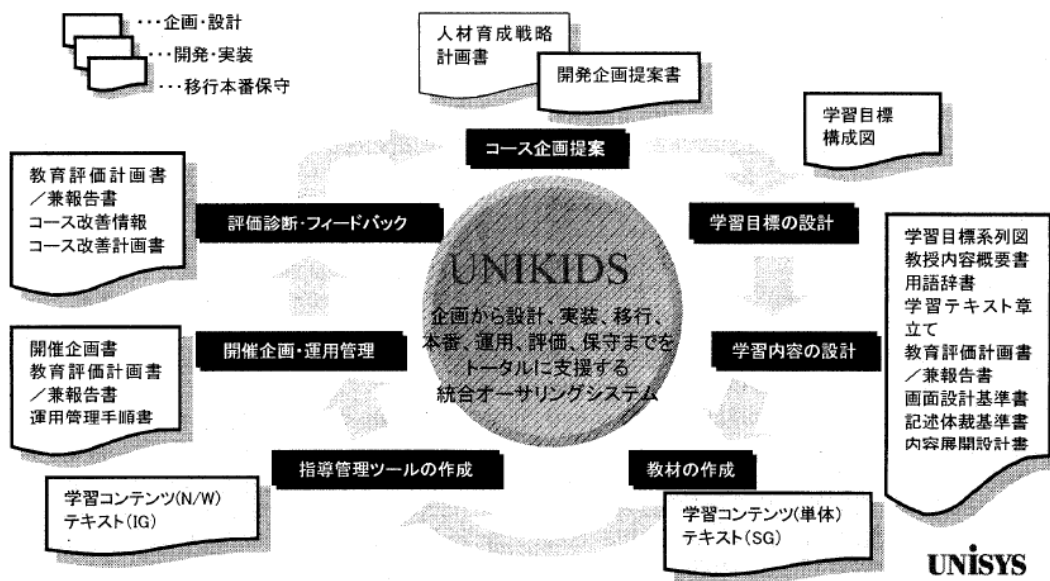 ･･･企画･設計
･･･開発･実装
･･･移行本番保守
人材育成戦略
計画書
開発企画提案書
学習目標
構成図
コース企画提案
教育評価計画書
／兼報告書
コース改善情報
コース改善計画書
評価診断･フィードバック
学習目標の設計
学習目標系列図
教授内容概要書
用語辞書
学習テキスト章
立て
教育評価計画書
／兼報告書
画面設計基準書
記述体裁基準書
内容展開設計書
UNIKIDS
企画から設計、実装、移行、
本番、運用、評価、保守までを
トータルに支援する
統合オーサリングシステム
開催企画書
教育評価計画書
／兼報告書
運用管理手順書
開催企画･運用管理
学習内容の設計
指導管理ツールの作成
教材の作成
学習コンテンツ(N/W)
テキスト(IG)
学習コンテンツ(単体)
テキスト(SG)
UNISYS